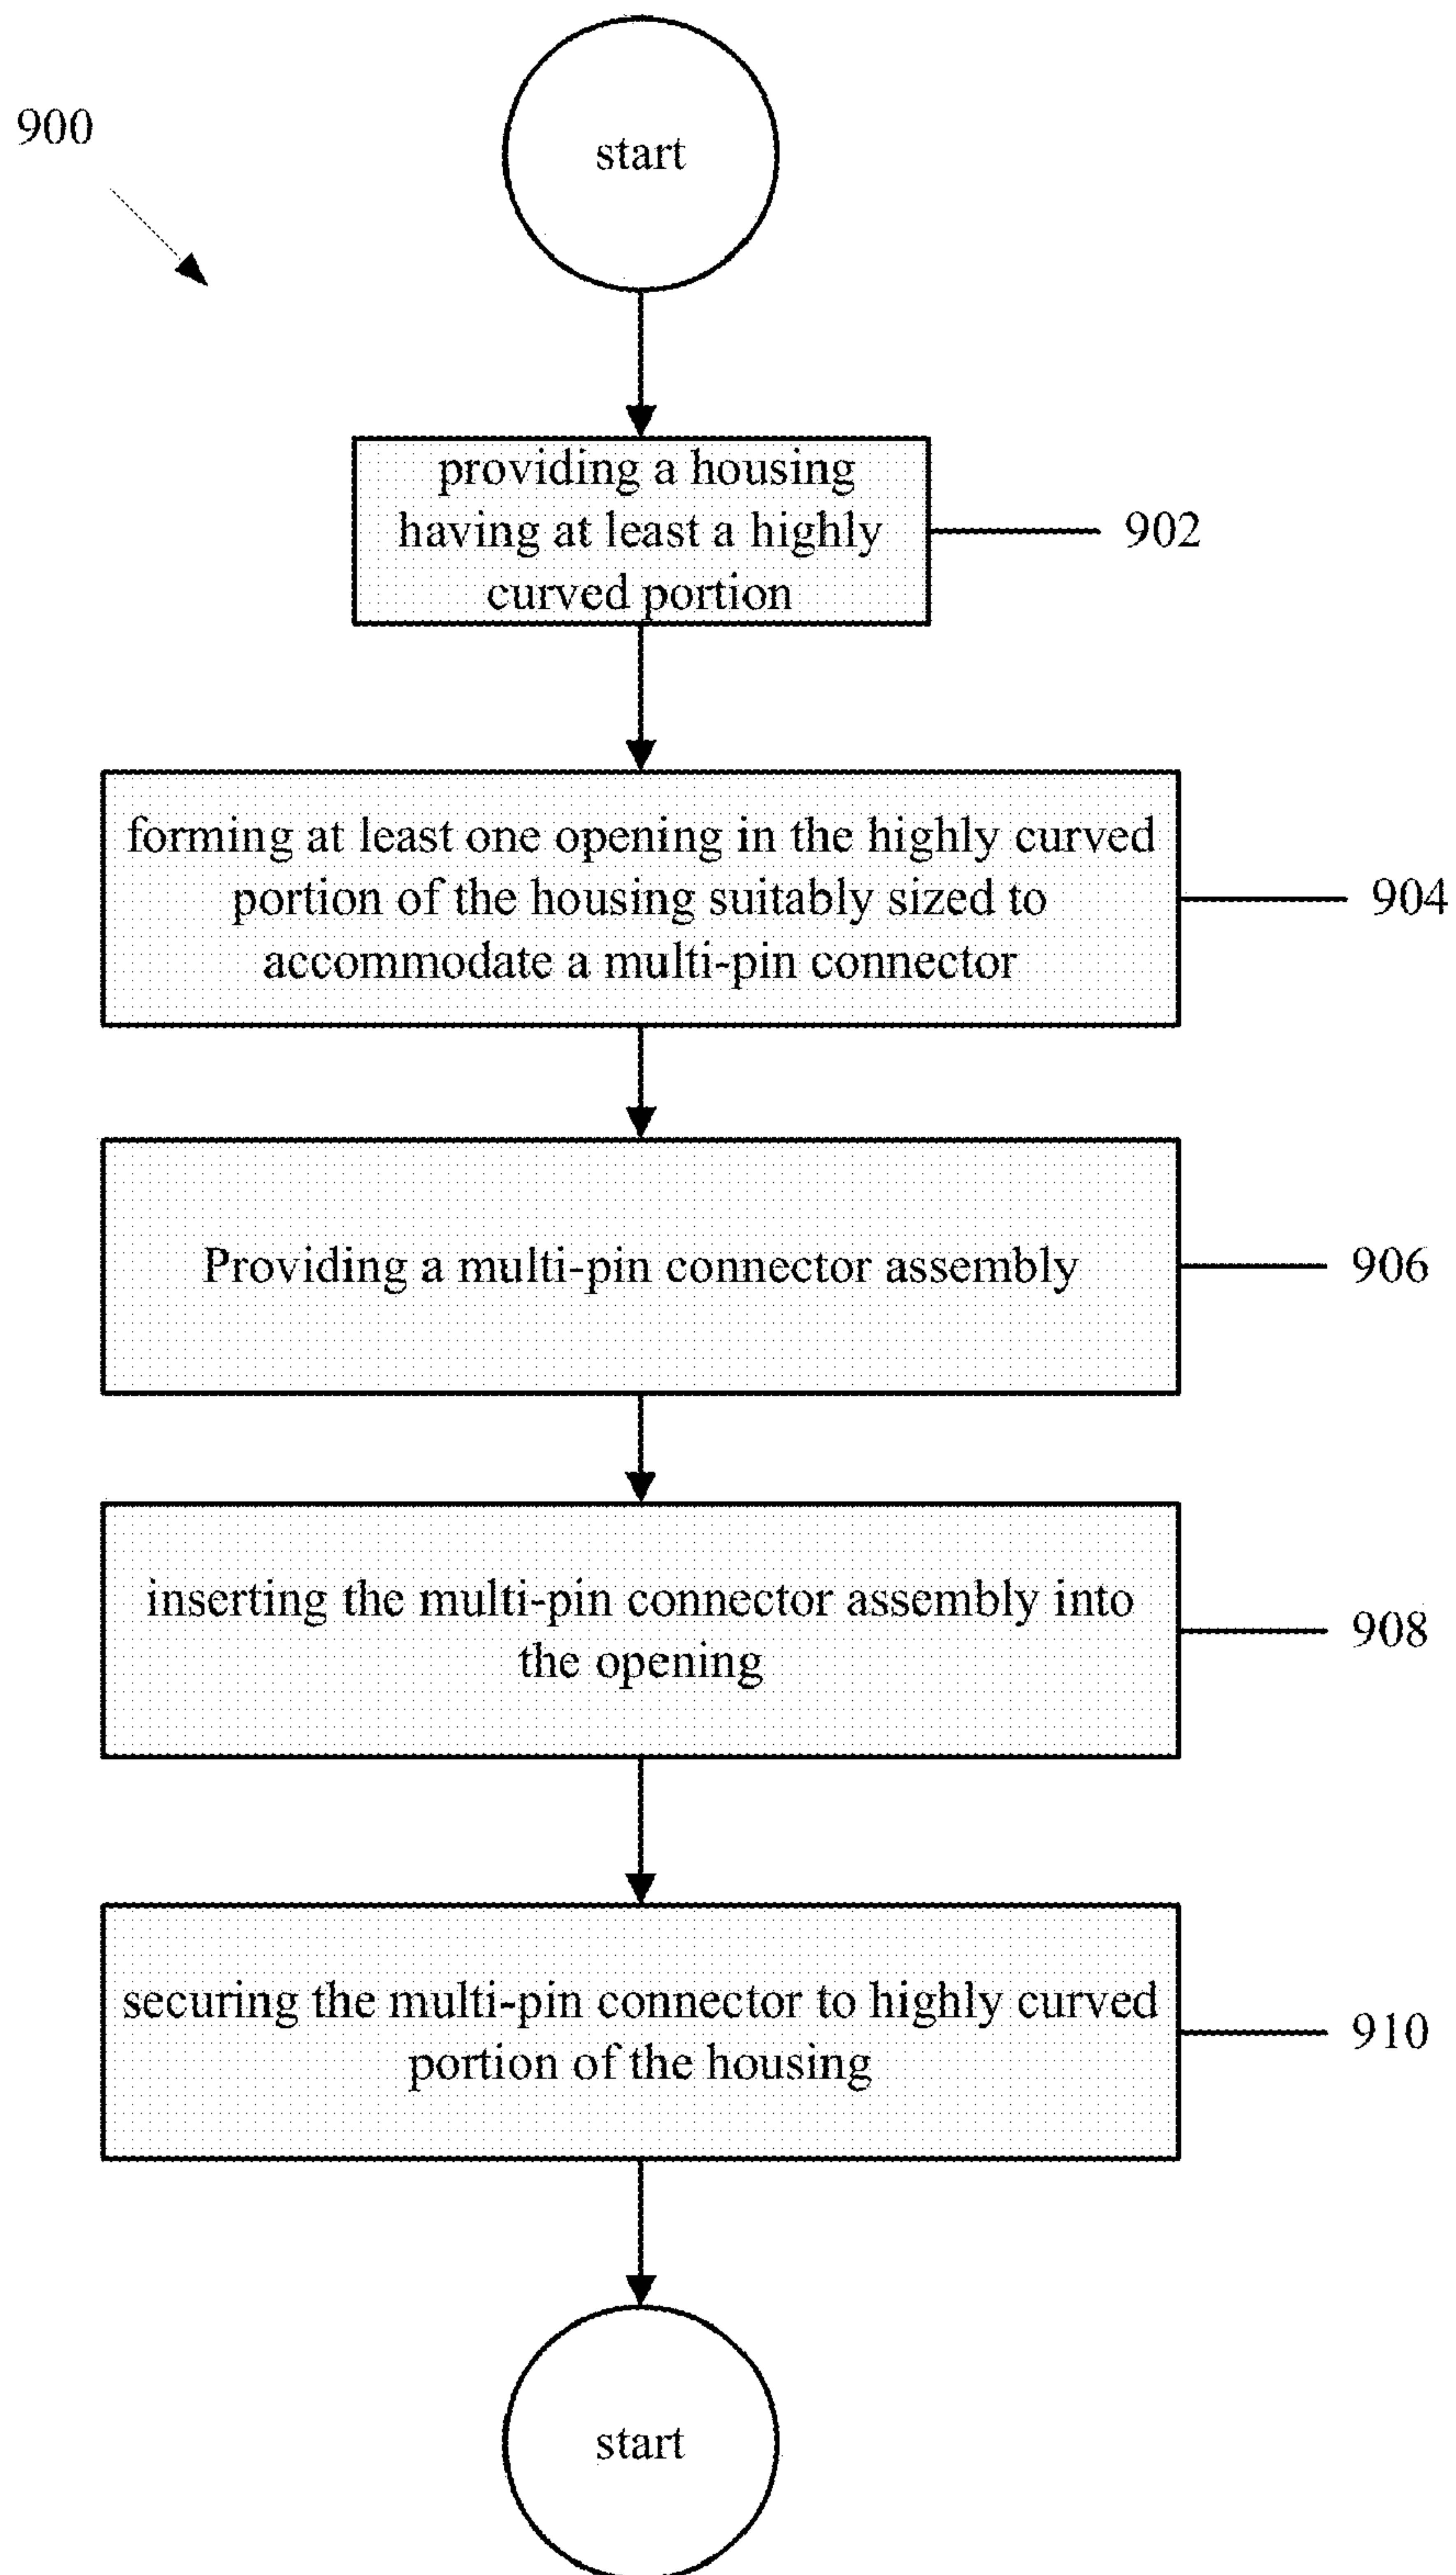 900
start
providing a housing
having at least a highly
curved portion
902
forming at least one opening in the highly curved
portion of the housing suitably sized to
accommodate a multi-pin connector
904
Providing a multi-pin connector assembly
906
inserting the multi-pin connector assembly into
the opening
908
securing the multi-pin connector to highly curved
portion of the housing
910
start